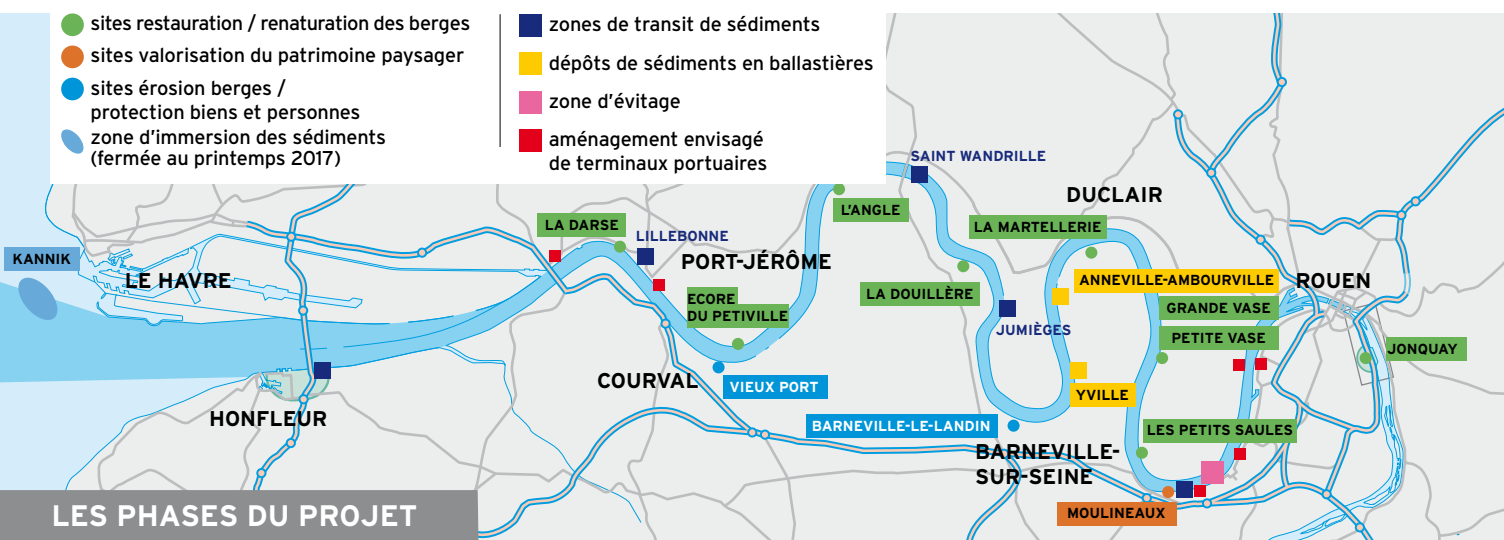 sites restauration / renaturation des berges
sites valorisation du patrimoine paysager
sites érosion berges /
protection biens et personnes
zone d'immersion des sédiments
(fermée au printemps 2017)
zones de transit de sédiments
dépôts de sédiments en ballastières
zone d'évitage
aménagement envisagé
de terminaux portuaires
SAINT WANDRILLE
DUCLAIR
L'ANGLE
LA DARSE
LA MARTELLERIE
LILLEBONNE
KANNIK
PORT-JÉRÔME
LE HAVRE
ANNEVILLE-AMBOURVILLE
ROUEN
LA DOUILLÈRE
ECORE
DU PETIVILLE
GRANDE VASE
JUMIÈGES
PETITE VASE
JONQUAY
COURVAL
VIEUX PORT
YVILLE
HONFLEUR
BARNEVILLE-LE-LANDIN
LES PETITS SAULES
BARNEVILLE-
SUR-SEINE
MOULINEAUX
LES PHASES DU PROJET